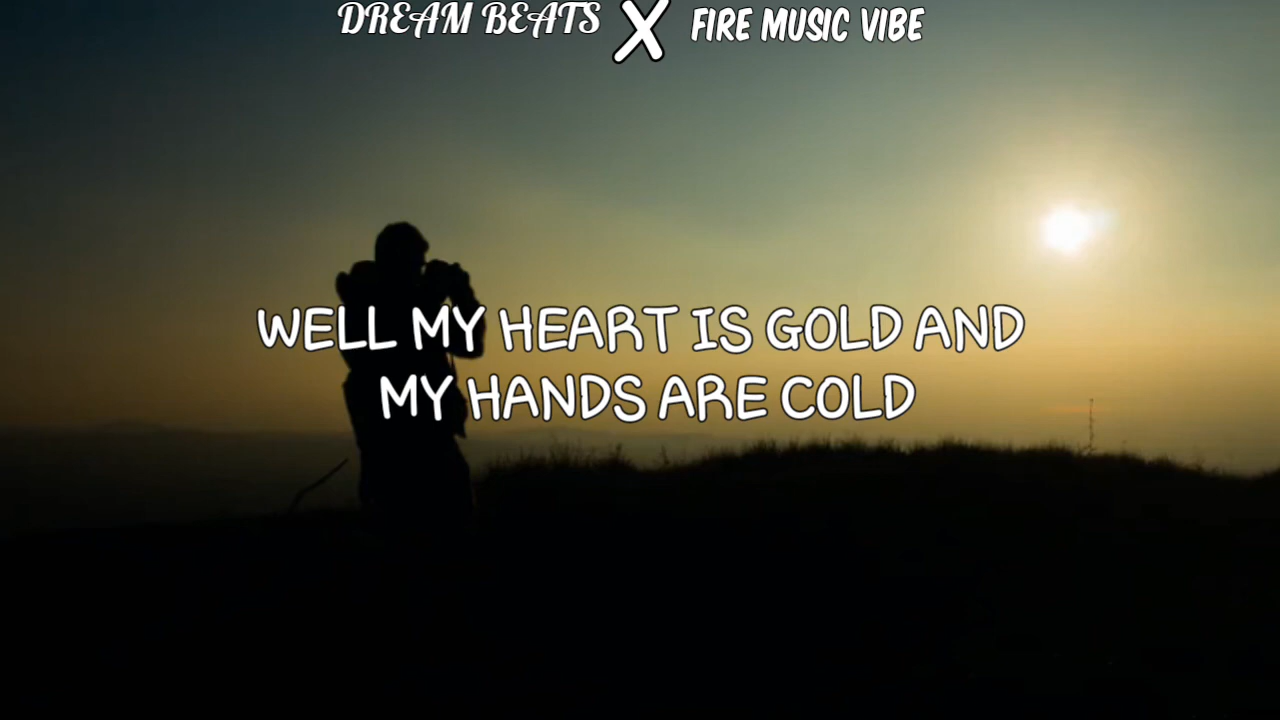 DREAM BEATS X FIRE MUSIC VIBE
WELL MY HEART IS GOLD AND
MY HANDS ARE COLD